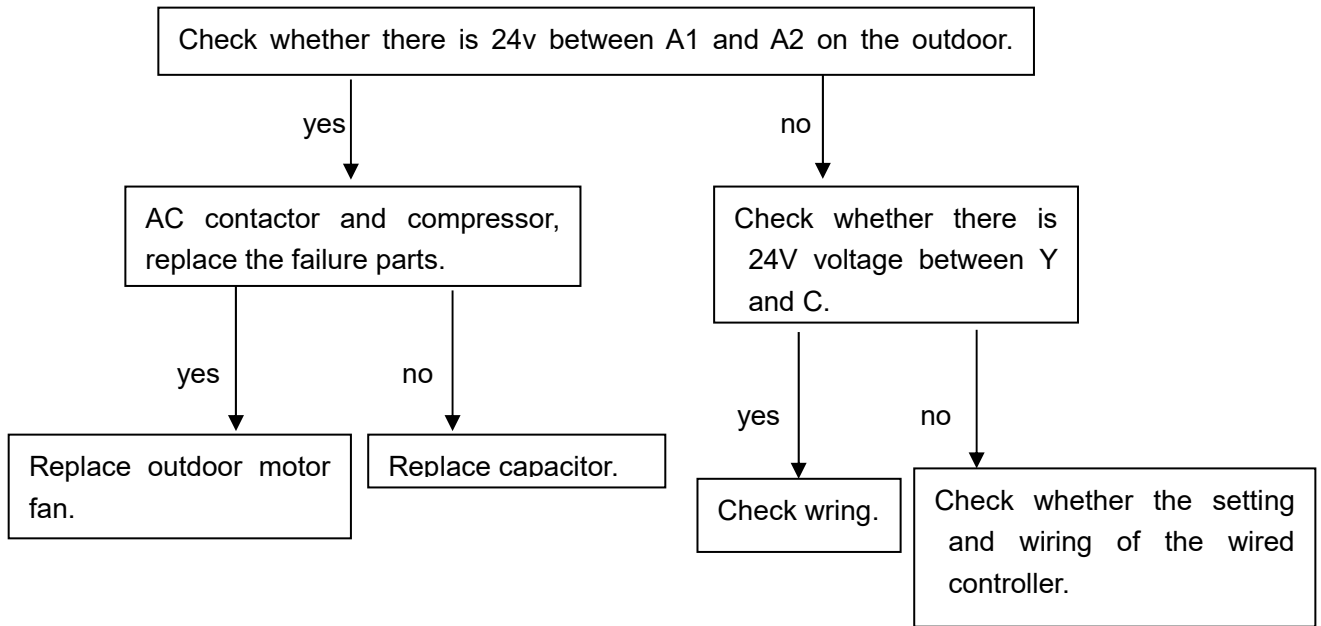 Check whether there is 24v between A1 and A2 on the outdoor.
yes
no
AC contactor and compressor,
replace the failure parts.
Check whether there is
24V voltage between Y
and C.
yes
no
yes
no
Replace outdoor motor
fan.
Replace capacitor.
Check wring.
Check whether the setting
and wiring of the wired
controller.